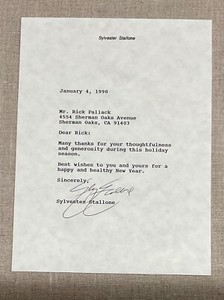 Sylvester Stallone
January 4, 1990
Mr. Rick Pallack
4554 Sherman Oaks Avenue
Sherman Oaks, CA 91403
Dear Rick:
Many thanks for your thoughtfulness
and generosity during this holiday
season.
Best wishes to you and yours for a
happy and healthy New Year.
Sincerely,
Sylvester Stallone